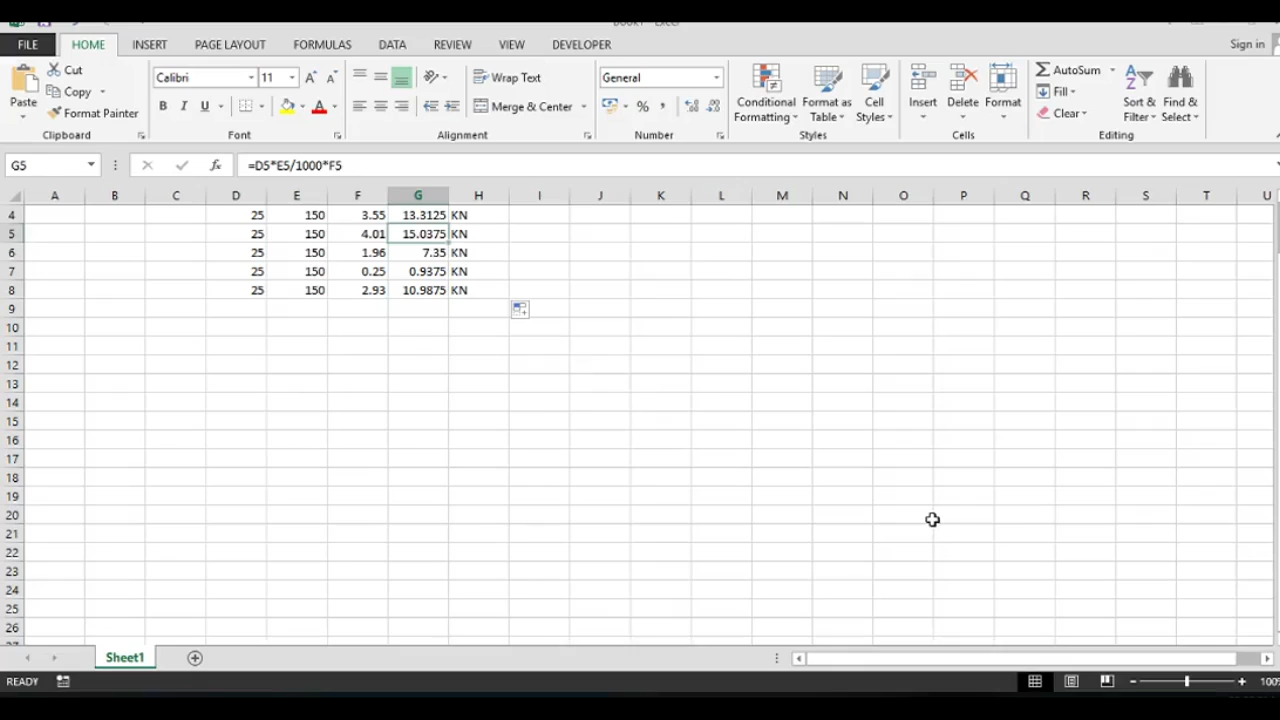 Book1 - Excel
FILE HOME INSERT PAGE LAYOUT FORMULAS DATA REVIEW VIEW DEVELOPER Sign in
Paste Cut Copy Format Painter Clipboard
Calibri 11 B I U A A A Font
Wrap Text Merge & Center Alignment
General % , Number
Conditional Formatting Format as Table Cell Styles Styles
Insert Delete Format Cells
AutoSum Fill Clear Sort & Filter Find & Select Editing
G5 fx =D5*E5/1000*F5
A B C D E F G H I J K L M N O P Q R S T U
4 25 150 3.55 13.3125 KN
5 25 150 4.01 15.0375 KN
6 25 150 1.96 7.35 KN
7 25 150 0.25 0.9375 KN
8 25 150 2.93 10.9875 KN
9
10
11
12
13
14
15
16
17
18
19
20
21
22
23
24
25
26
Sheet1
READY 100%